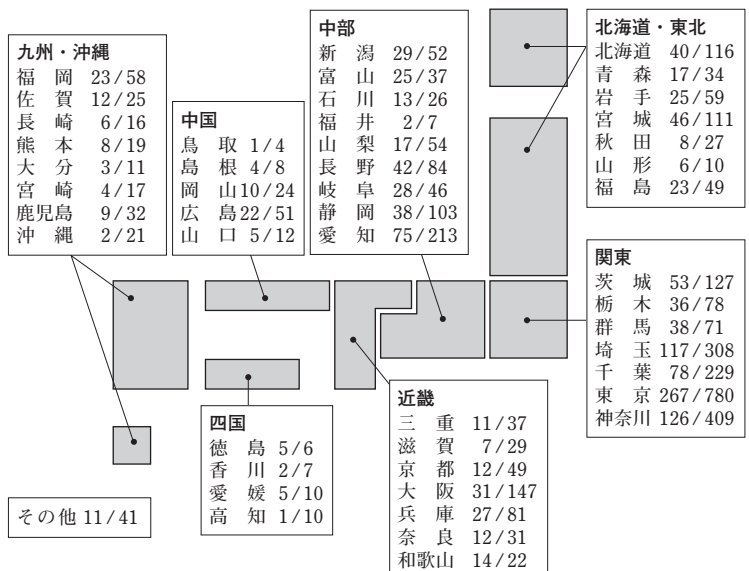 九州・沖縄
福岡 23/58
佐賀 12/25
長崎 6/16
熊本 8/19
大分 3/11
宮崎 4/17
鹿児島 9/32
沖縄 2/21
中国
鳥取 1/4
島根 4/8
岡山 10/24
広島 22/51
山口 5/12
中部
新潟 29/52
富山 25/37
石川 13/26
福井 2/7
山梨 17/54
長野 42/84
岐阜 28/46
静岡 38/103
愛知 75/213
北海道・東北
北海道 40/116
青森 17/34
岩手 25/59
宮城 46/111
秋田 8/27
山形 6/10
福島 23/49
関東
茨城 53/127
栃木 36/78
群馬 38/71
埼玉 117/308
千葉 78/229
東京 267/780
神奈川 126/409
近畿
三重 11/37
滋賀 7/29
京都 12/49
大阪 31/147
兵庫 27/81
奈良 12/31
和歌山 14/22
四国
徳島 5/6
香川 2/7
愛媛 5/10
高知 1/10
その他 11/41